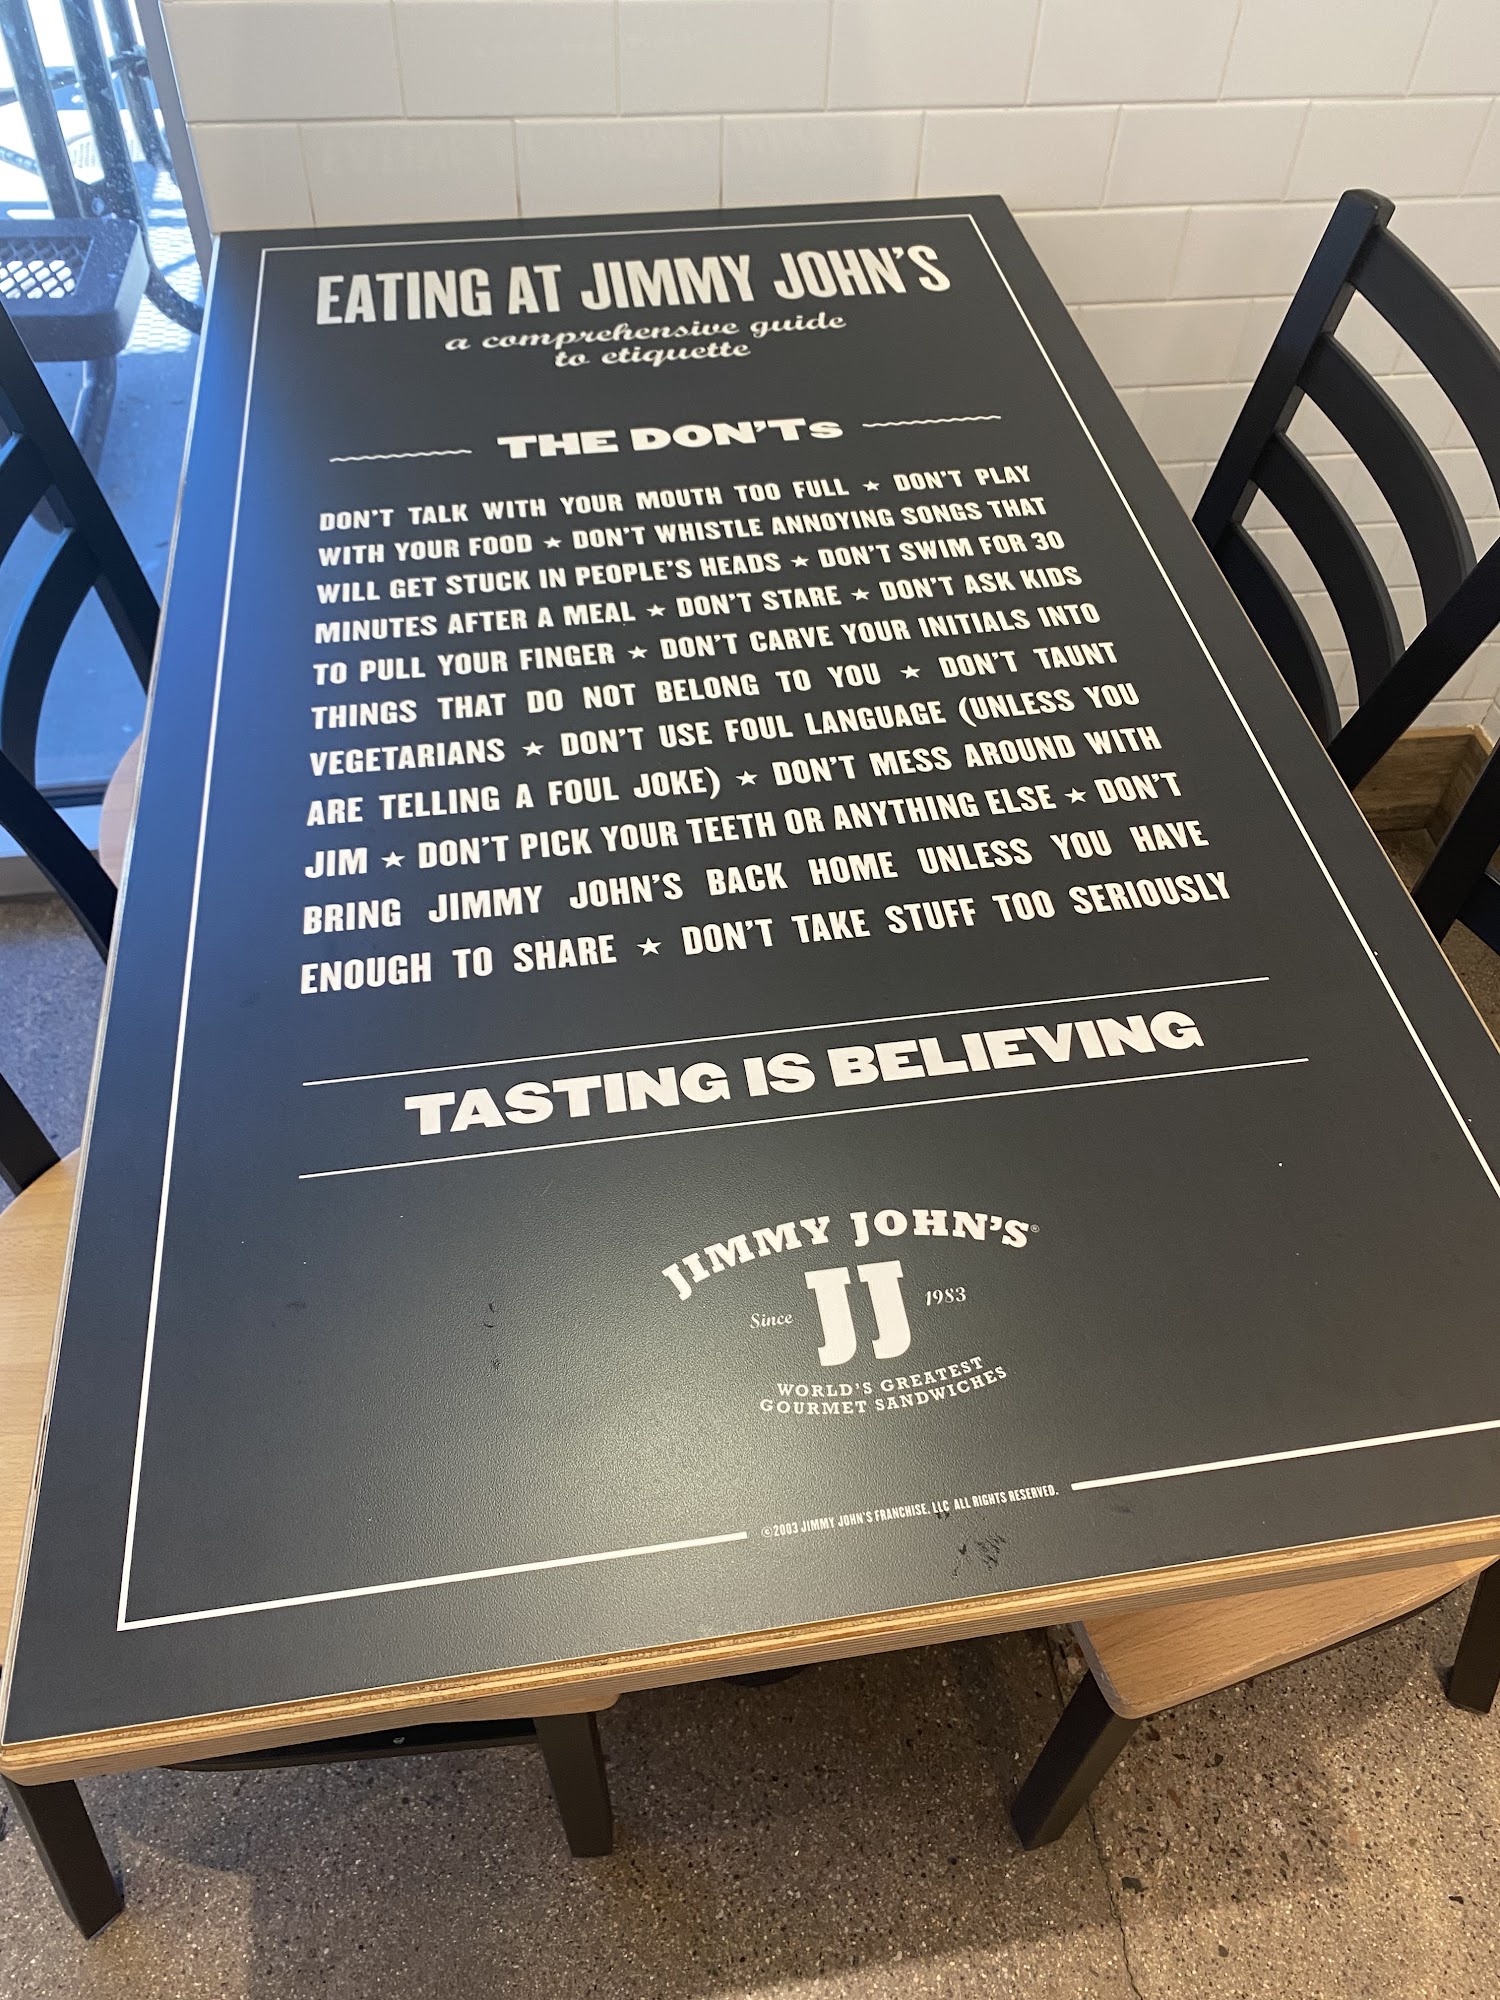 EATING AT JIMMY JOHN'S
a comprehensive guide
to etiquette
THE DON'Ts
DON'T TALK WITH YOUR MOUTH TOO FULL ★ DON'T PLAY
WITH YOUR FOOD ★ DON'T WHISTLE ANNOYING SONGS THAT
WILL GET STUCK IN PEOPLE'S HEADS ★ DON'T SWIM FOR 30
MINUTES AFTER A MEAL ★ DON'T STARE ★ DON'T ASK KIDS
TO PULL YOUR FINGER ★ DON'T CARVE YOUR INITIALS INTO
THINGS THAT DO NOT BELONG TO YOU ★ DON'T TAUNT
VEGETARIANS ★ DON'T USE FOUL LANGUAGE (UNLESS YOU
ARE TELLING A FOUL JOKE) ★ DON'T MESS AROUND WITH
JIM ★ DON'T PICK YOUR TEETH OR ANYTHING ELSE ★ DON'T
BRING JIMMY JOHN'S BACK HOME UNLESS YOU HAVE
ENOUGH TO SHARE ★ DON'T TAKE STUFF TOO SERIOUSLY
TASTING IS BELIEVING
JIMMY JOHN'S®
Since JJ 1983
WORLD'S GREATEST
GOURMET SANDWICHES
©2003 JIMMY JOHN'S FRANCHISE, LLC ALL RIGHTS RESERVED.